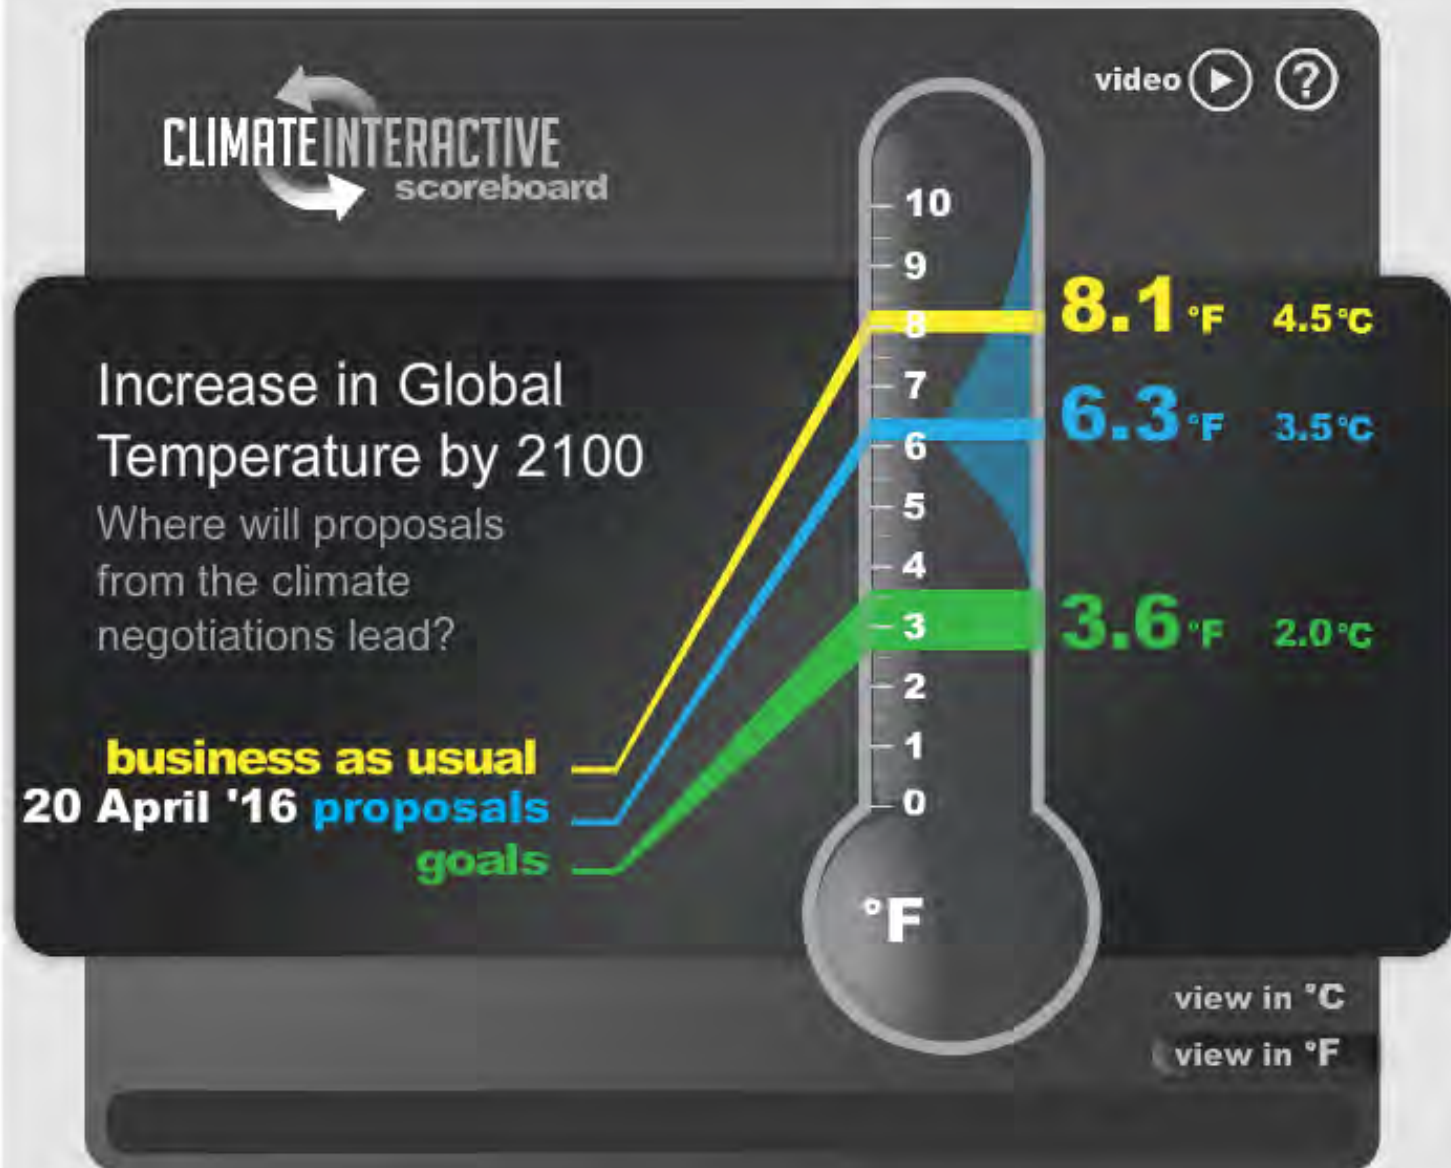 CLIMATE INTERACTIVE
scoreboard
video ?
10
9
8
7
6
5
4
3
2
1
0
°F
8.1 °F 4.5 °C
6.3 °F 3.5 °C
3.6 °F 2.0 °C
Increase in Global
Temperature by 2100
Where will proposals
from the climate
negotiations lead?
business as usual
20 April '16 proposals
goals
view in °C
view in °F